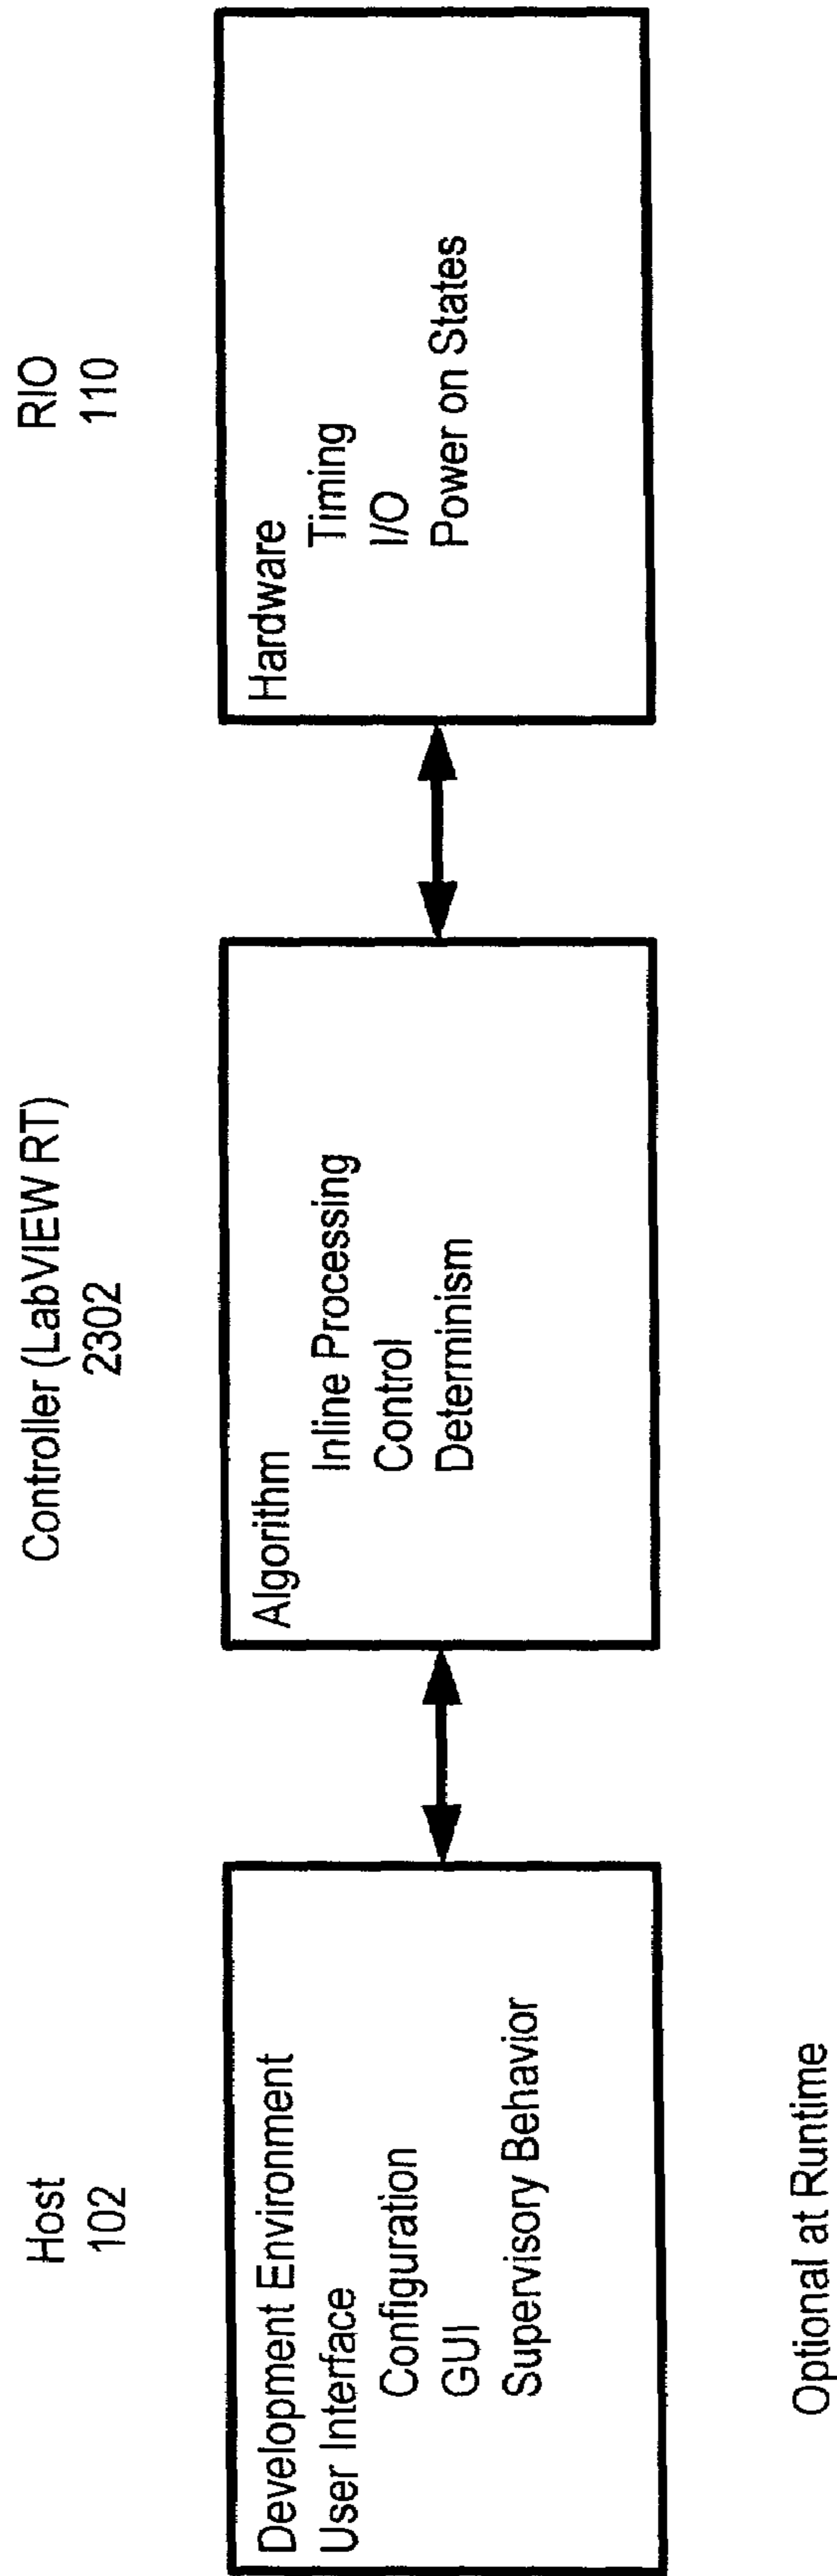 Host
102
Development Environment
User Interface
Configuration
GUI
Supervisory Behavior
Optional at Runtime
Controller (LabVIEW RT)
2302
Algorithm
Inline Processing
Control
Determinism
RIO
110
Hardware
Timing
I/O
Power on States